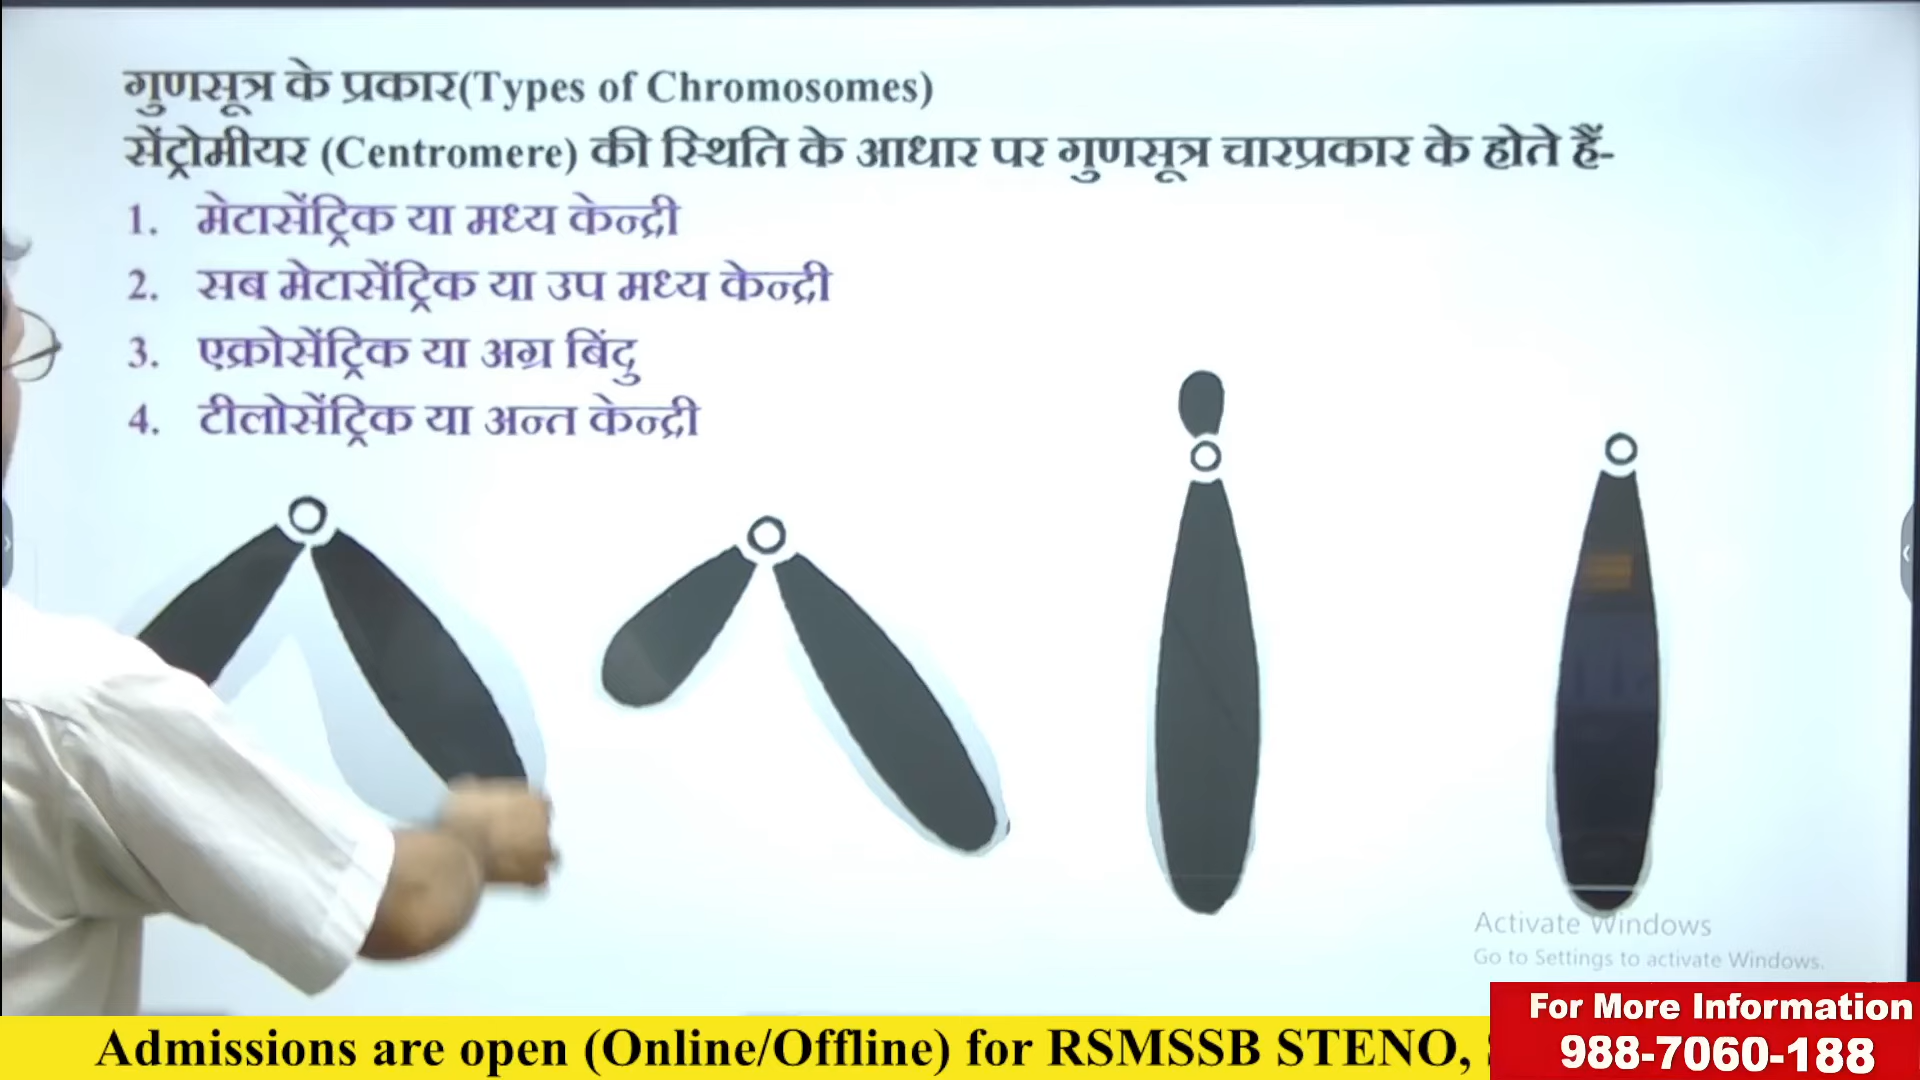 गुणसूत्र के प्रकार(Types of Chromosomes)
सेंट्रोमीयर (Centromere) की स्थिति के आधार पर गुणसूत्र चारप्रकार के होते हैं-
1. मेटासेंट्रिक या मध्य केन्द्री
2. सब मेटासेंट्रिक या उप मध्य केन्द्री
3. एक्रोसेंट्रिक या अग्र बिंदु
4. टीलोसेंट्रिक या अन्त केन्द्री
Activate Windows
Go to Settings to activate Windows.
For More Information
988-7060-188
Admissions are open (Online/Offline) for RSMSSB STENO,